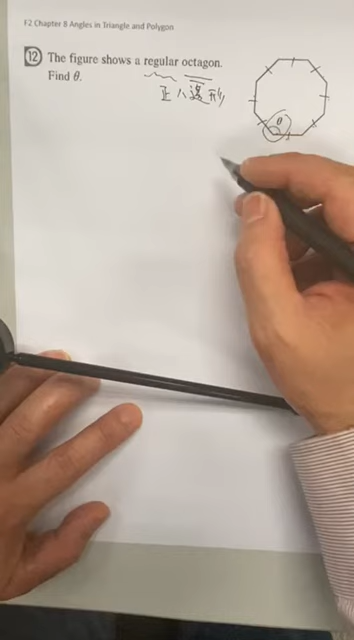 F2 Chapter 8 Angles in Triangle and Polygon
12 The figure shows a regular octagon.
Find θ.
正八邊形
θ